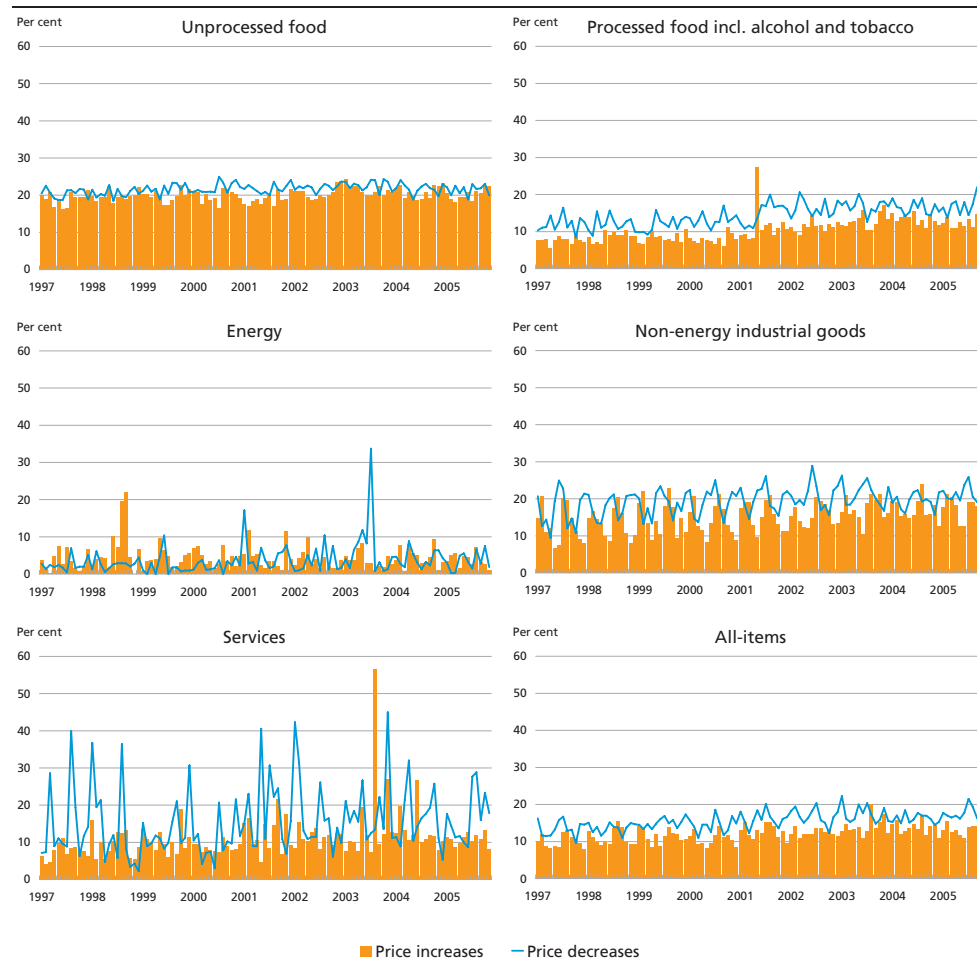 Per cent
Unprocessed food
60
50
40
30
20
10
0
1997 1998 1999 2000 2001 2002 2003 2004 2005
Per cent
Processed food incl. alcohol and tobacco
60
50
40
30
20
10
0
1997 1998 1999 2000 2001 2002 2003 2004 2005
Per cent
Energy
60
50
40
30
20
10
0
1997 1998 1999 2000 2001 2002 2003 2004 2005
Per cent
Non-energy industrial goods
60
50
40
30
20
10
0
1997 1998 1999 2000 2001 2002 2003 2004 2005
Per cent
Services
60
50
40
30
20
10
0
1997 1998 1999 2000 2001 2002 2003 2004 2005
Per cent
All-items
60
50
40
30
20
10
0
1997 1998 1999 2000 2001 2002 2003 2004 2005
Price increases Price decreases